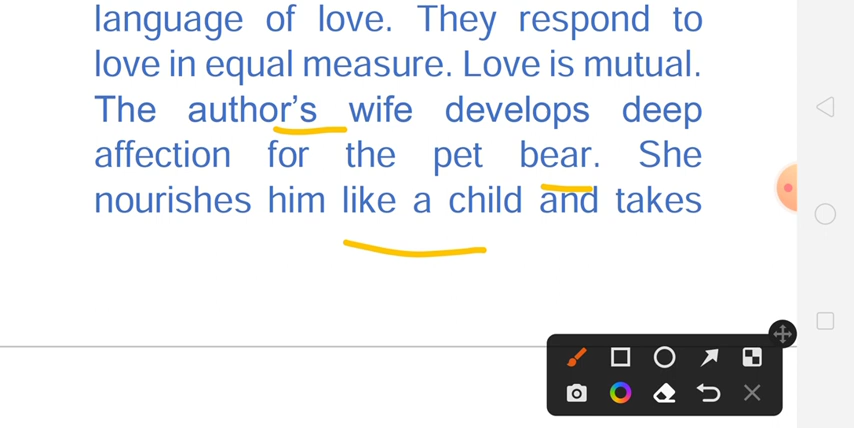 language of love. They respond to
love in equal measure. Love is mutual.
The author's wife develops deep
affection for the pet bear. She
nourishes him like a child and takes